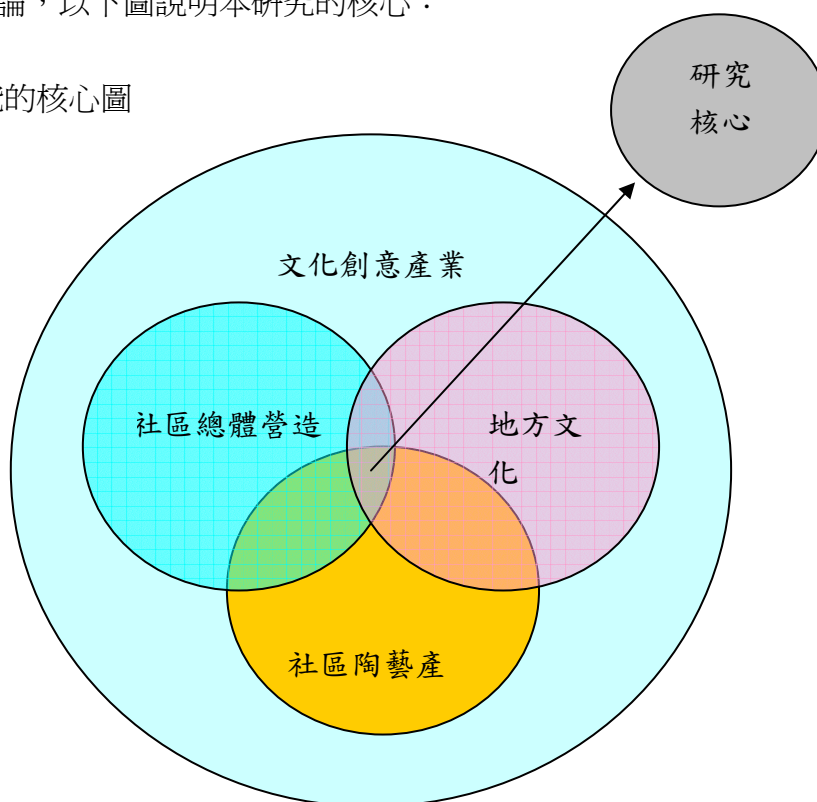 論，以下圖說明本研究的核心：
研究
核心
的核心圖
文化創意產業
社區總體營造
地方文
化
社區陶藝產